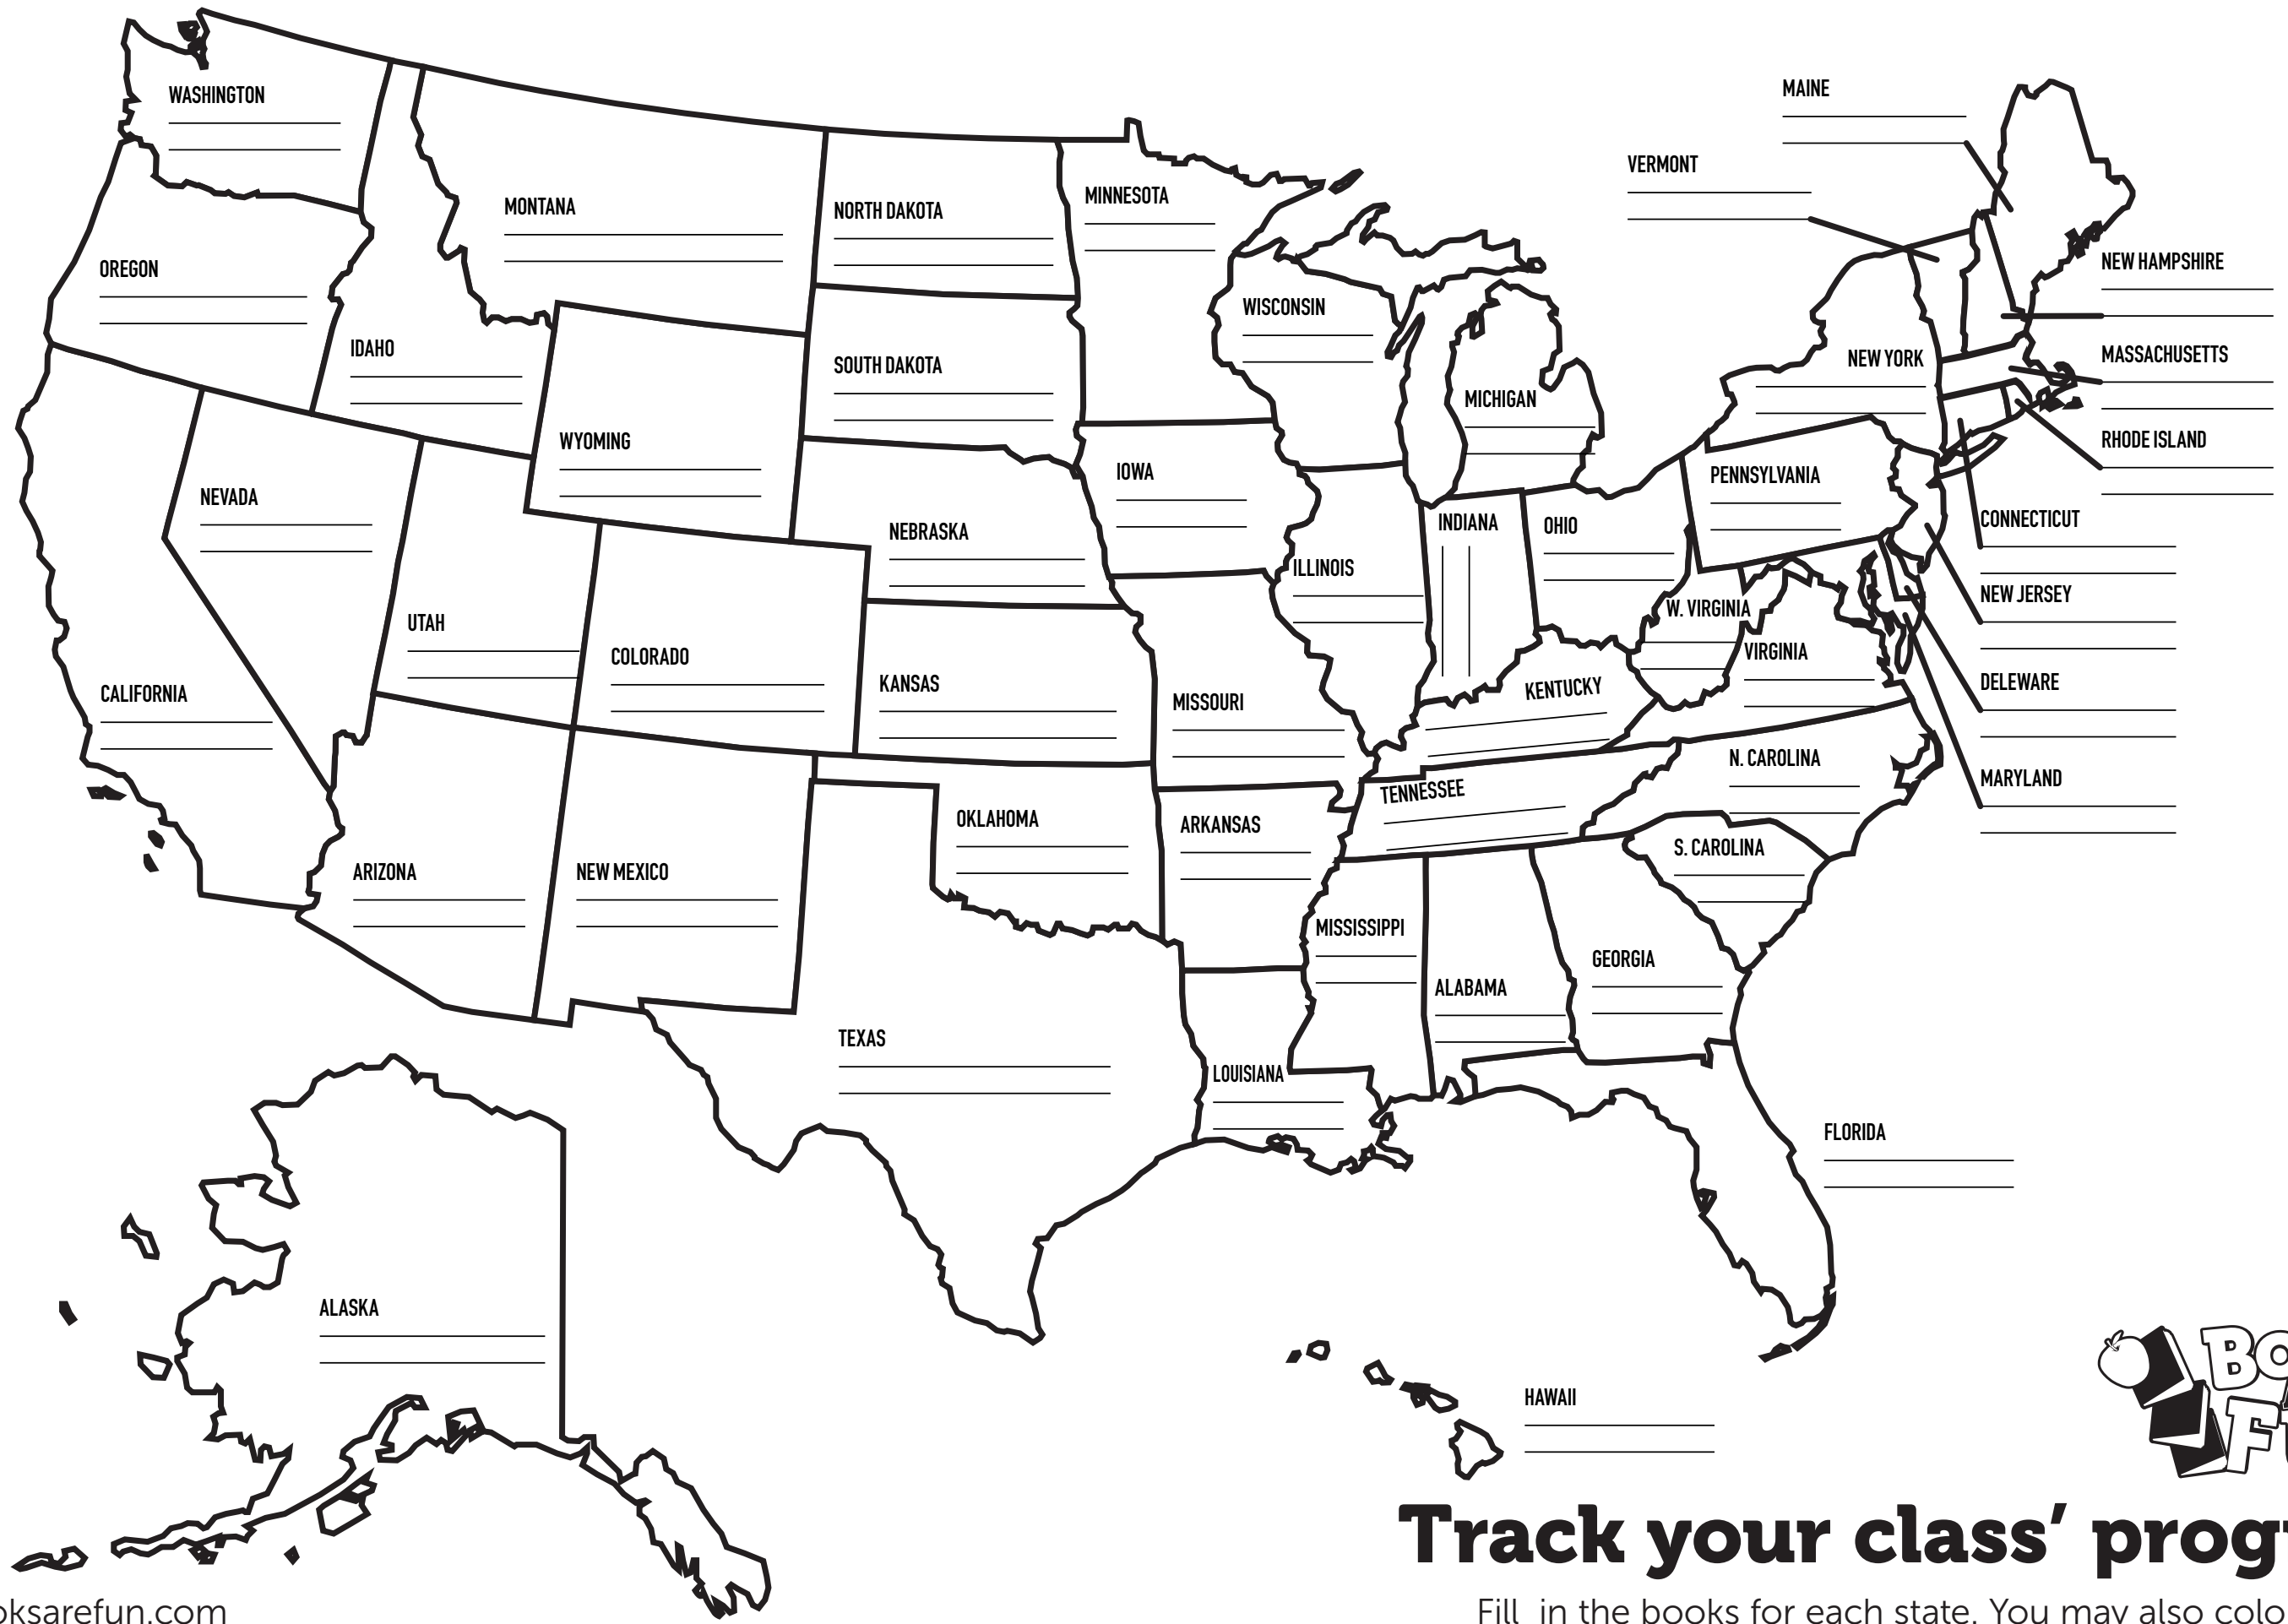 WASHINGTON
MAINE
VERMONT
MONTANA
NORTH DAKOTA
MINNESOTA
OREGON
NEW HAMPSHIRE
WISCONSIN
IDAHO
SOUTH DAKOTA
NEW YORK
MASSACHUSETTS
MICHIGAN
WYOMING
RHODE ISLAND
IOWA
PENNSYLVANIA
NEVADA
NEBRASKA
INDIANA
OHIO
CONNECTICUT
ILLINOIS
NEW JERSEY
W. VIRGINIA
UTAH
COLORADO
VIRGINIA
KANSAS
KENTUCKY
DELEWARE
CALIFORNIA
MISSOURI
N. CAROLINA
MARYLAND
TENNESSEE
OKLAHOMA
ARKANSAS
S. CAROLINA
ARIZONA
NEW MEXICO
MISSISSIPPI
GEORGIA
ALABAMA
TEXAS
LOUISIANA
FLORIDA
ALASKA
HAWAII
Track your class'
ksarefun.com
Fill in the books for each state. You may also